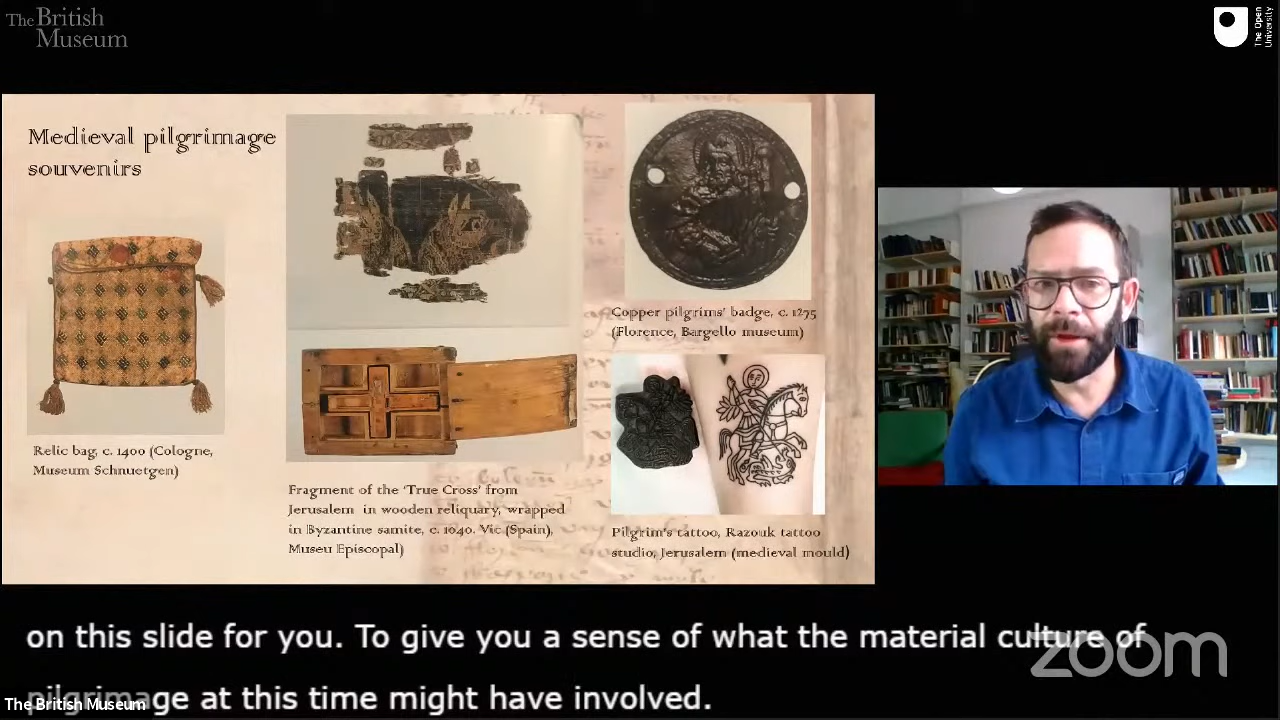 The British
Museum
The Open
University
Medieval pilgrimage
souvenirs
Relic bag, c. 1400 (Cologne,
Museum Schnuetgen)
Fragment of the 'True Cross' from
Jerusalem in wooden reliquary, wrapped
in Byzantine samite, c. 1040. Vic (Spain),
Museu Episcopal)
Copper pilgrims' badge, c. 1275
(Florence, Bargello museum)
Pilgrim's tattoo, Razouk tattoo
studio, Jerusalem (medieval mould)
on this slide for you. To give you a sense of what the material culture of
pilgrimage at this time might have involved.
The British Museum
zoom